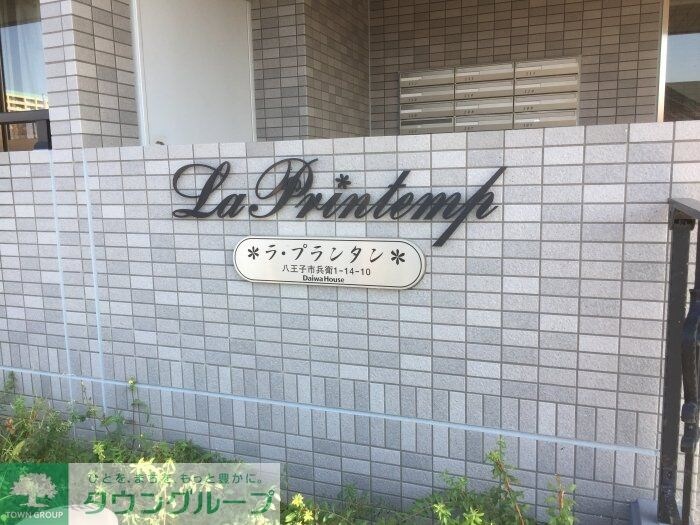 La Printemp
＊ラ・プランタン＊
八王子市兵衛1-14-10
DaiwaHouse
ひとを、まちを、もっと豊かに。
タウングループ
TOWN GROUP